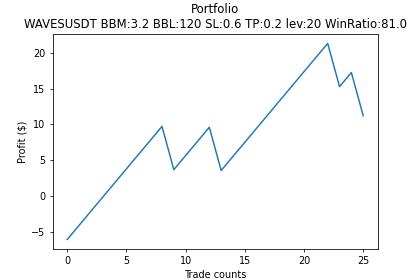 Portfolio
WAVESUSDT BBM:3.2 BBL:120 SL:0.6 TP:0.2 lev:20 WinRatio:81.0
Profit ($)
20
15
10
5
0
−5
0 5 10 15 20 25
Trade counts